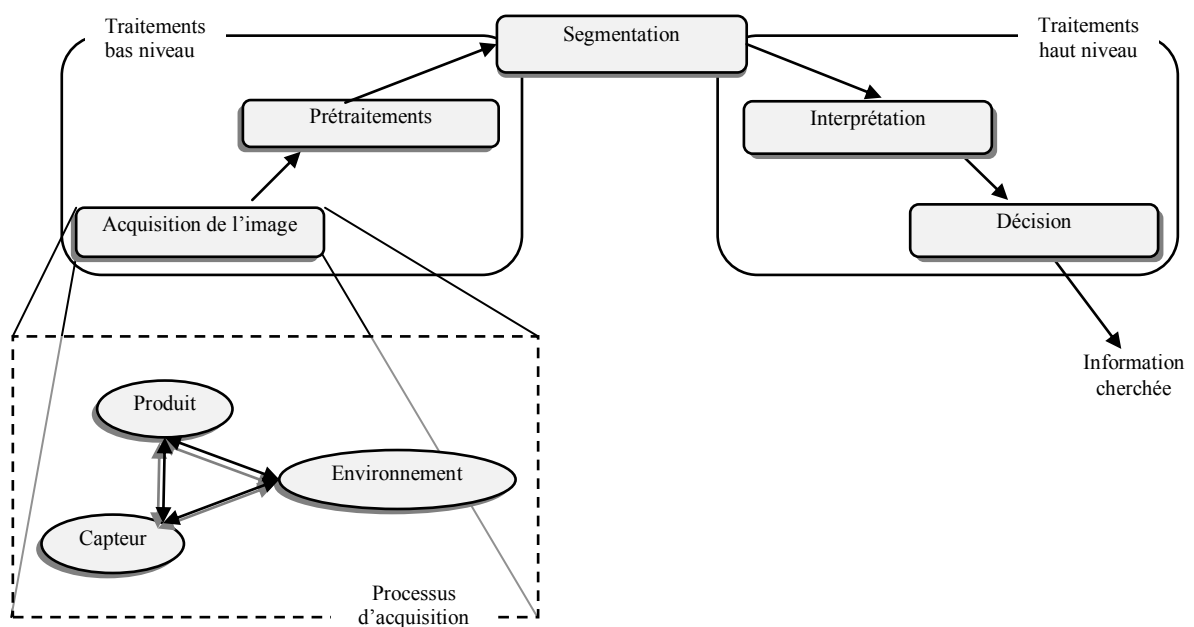 Traitements
bas niveau
Segmentation
Traitements
haut niveau
Prétraitements
Interprétation
Acquisition de l’image
Décision
Information
cherchée
Produit
Environnement
Capteur
Processus
d’acquisition